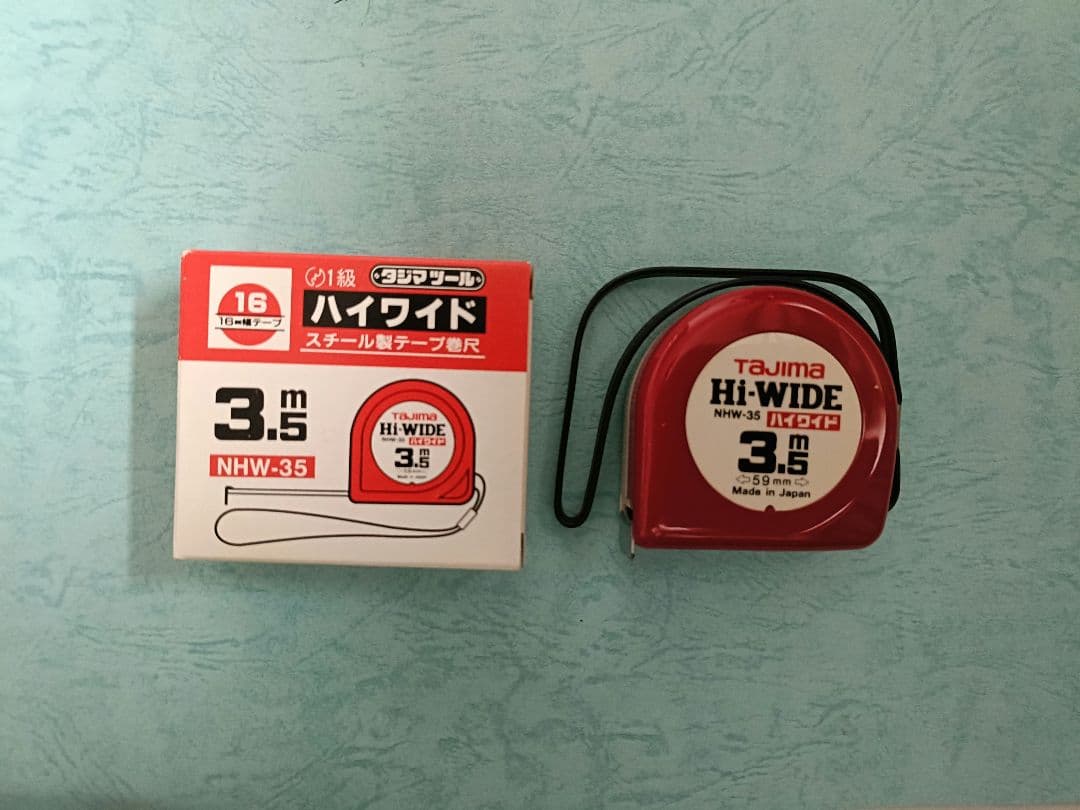 16
16mm幅テープ
1級
タジマツール
ハイワイド
スチール製テープ巻尺
3.5m
NHW-35
TAJIMA
Hi-WIDE
NHW-35 ハイワイド
3.5m
TAJIMA
Hi-WIDE
NHW-35 ハイワイド
3.5m
59mm
Made in Japan